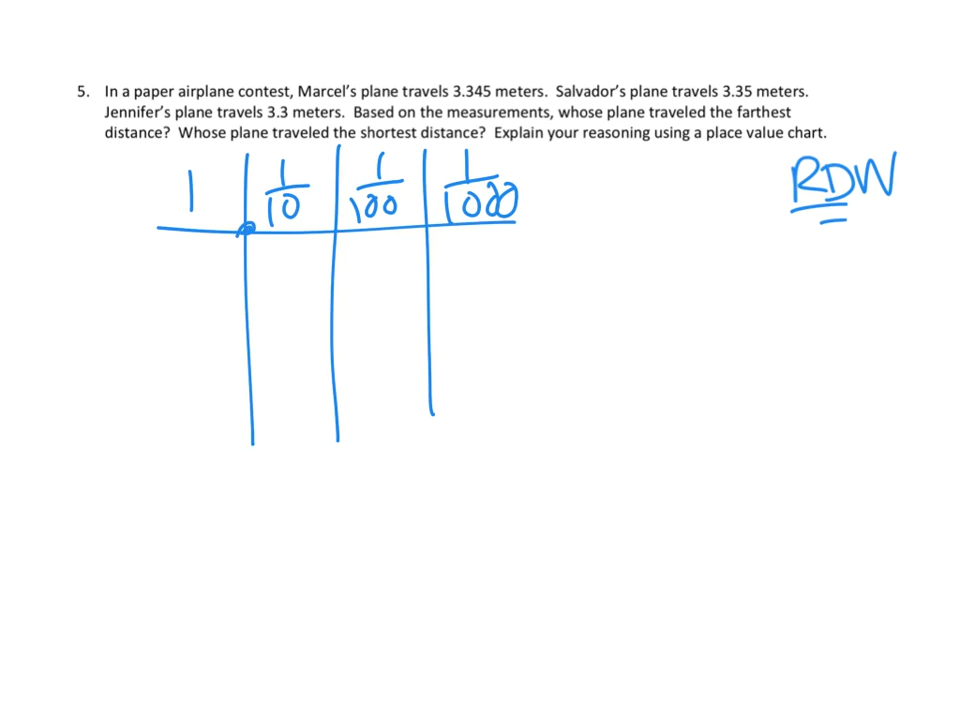 5. In a paper airplane contest, Marcel's plane travels 3.345 meters. Salvador's plane travels 3.35 meters.
Jennifer's plane travels 3.3 meters. Based on the measurements, whose plane traveled the farthest
distance? Whose plane traveled the shortest distance? Explain your reasoning using a place value chart.
1 . 1/10 1/100 1/1000
RDW